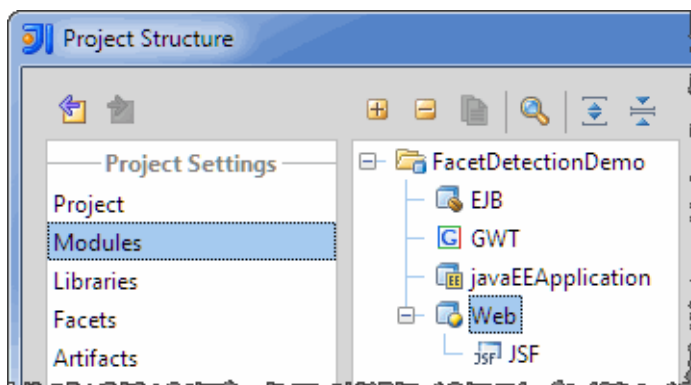 Project Structure
Project Settings
Project
Modules
Libraries
Facets
Artifacts
FacetDetectionDemo
EJB
GWT
javaEEApplication
Web
JSF